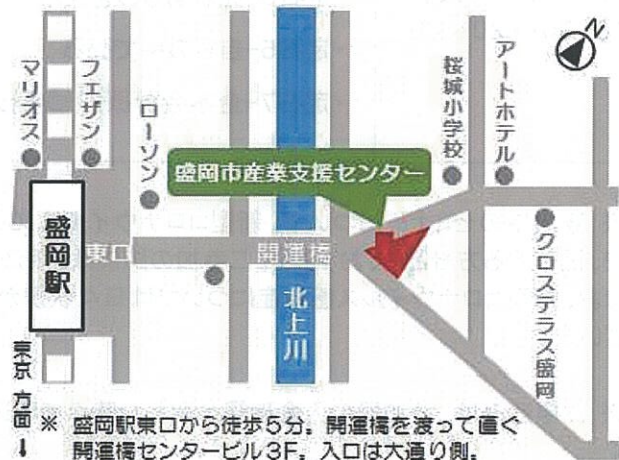 N
マリオス
フェザン
ローソン
桜城小学校
アートホテル
盛岡市産業支援センター
盛岡駅
東口
開運橋
北上川
クロステラス盛岡
東京方面↓
※ 盛岡駅東口から徒歩5分。開運橋を渡って直ぐ
開運橋センタービル3F。入口は大通り側。